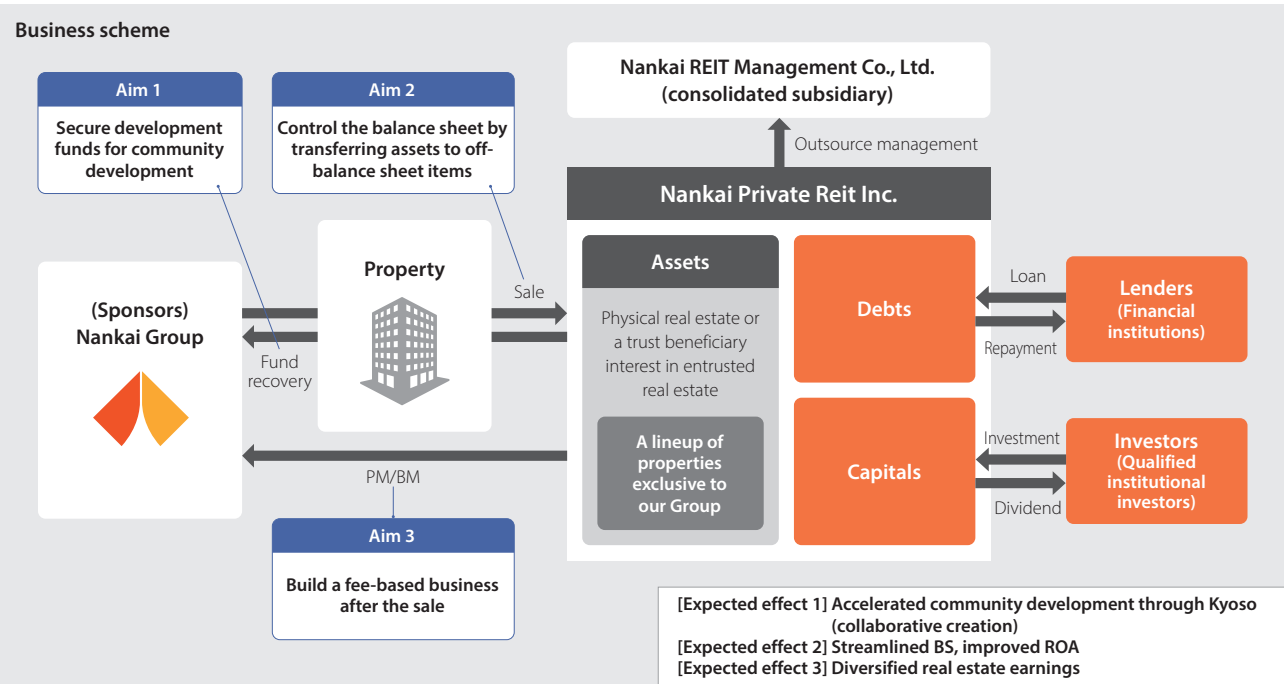 Business scheme
Aim 1
Secure development
funds for community
development
Aim 2
Control the balance sheet by
transferring assets to off-
balance sheet items
Nankai REIT Management Co., Ltd.
(consolidated subsidiary)
Outsource management
Nankai Private Reit Inc.
(Sponsors)
Nankai Group
Fund
recovery
Property
Sale
Assets
Physical real estate or
a trust beneficiary
interest in entrusted
real estate
A lineup of
properties
exclusive to
our Group
Debts
Capitals
Loan
Repayment
Lenders
(Financial
institutions)
Investment
Dividend
Investors
(Qualified
institutional
investors)
PM/BM
Aim 3
Build a fee-based business
after the sale
[Expected effect 1] Accelerated community development through Kyoso
(collaborative creation)
[Expected effect 2] Streamlined BS, improved ROA
[Expected effect 3] Diversified real estate earnings